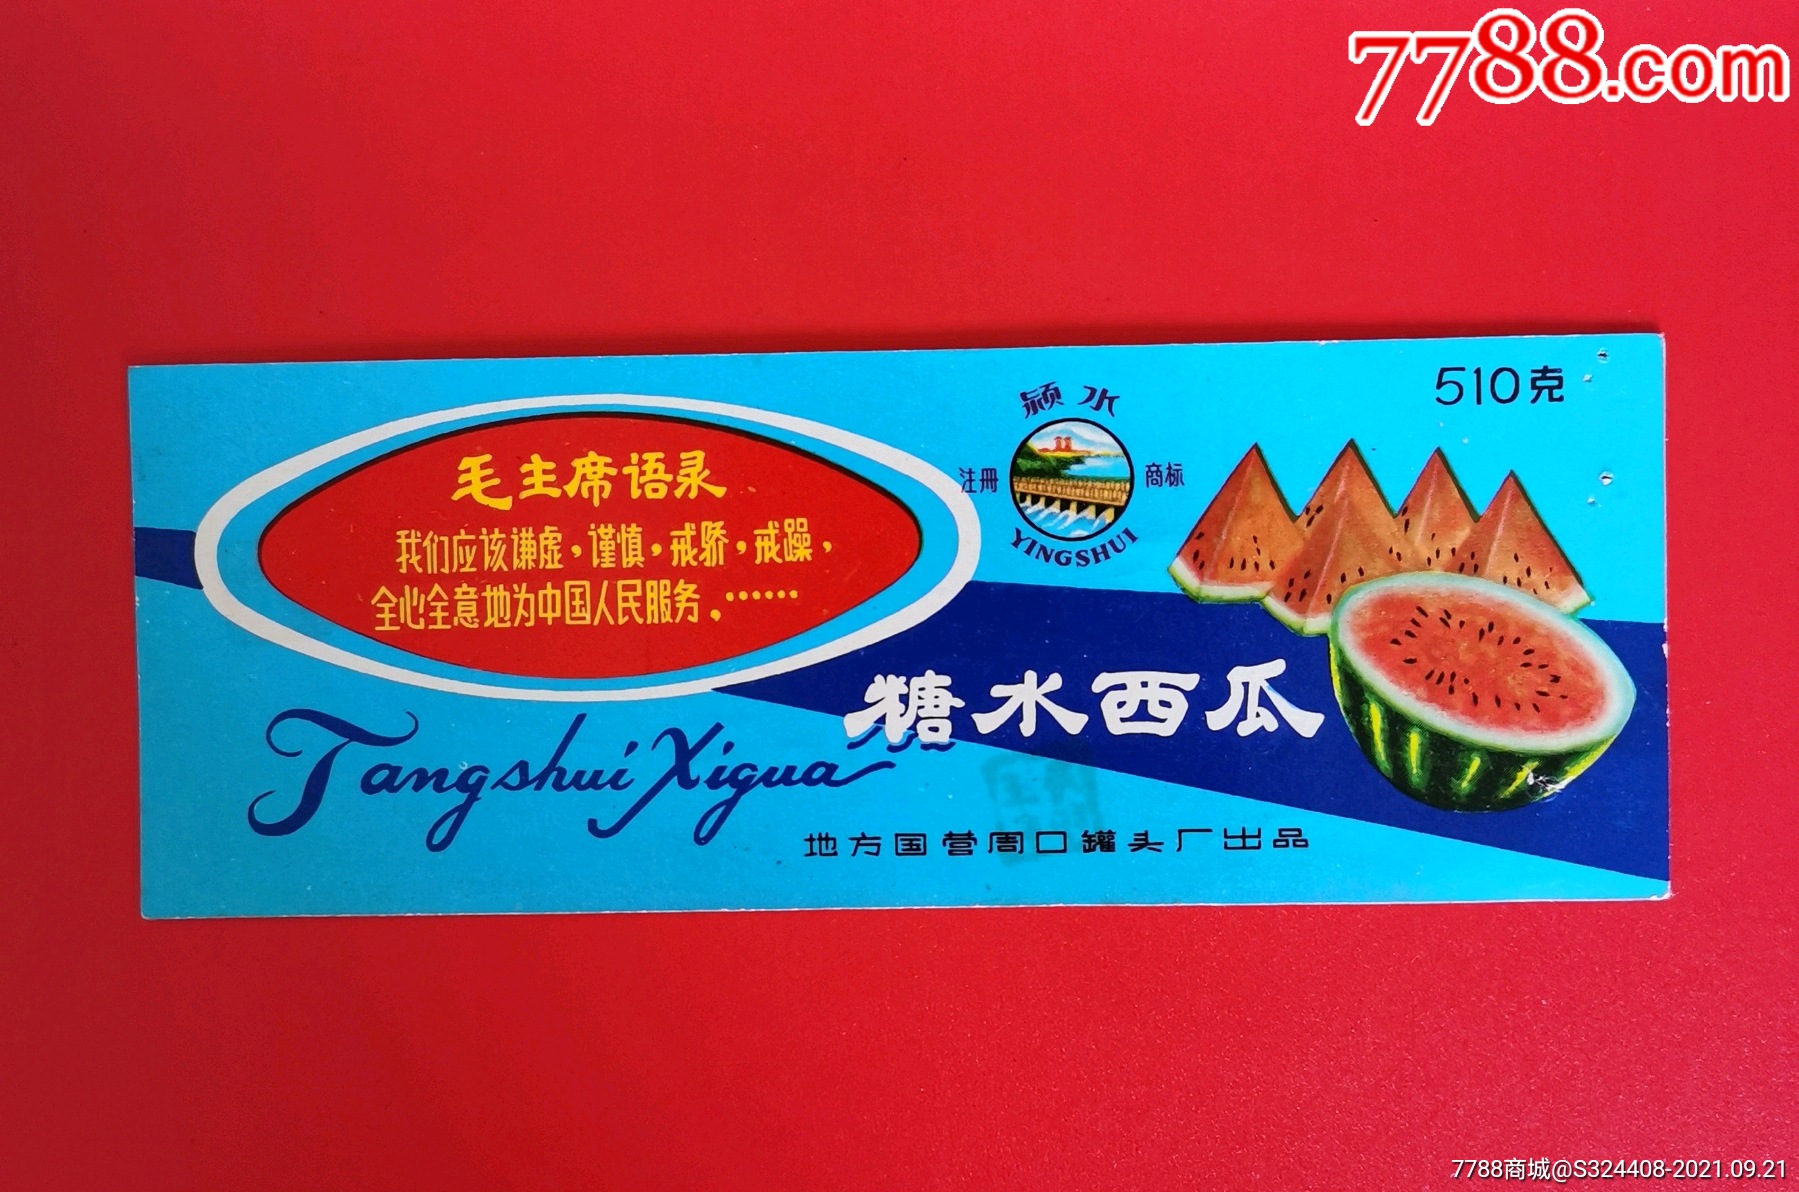 7788.com
510克
颍水
注册 商标
YINGSHUI
毛主席语录
我们应该谦虚，谨慎，戒骄，戒躁，
全心全意地为中国人民服务。……
糖水西瓜
Tangshui Xigua
地方国营周口罐头厂出品
7788商城@S324408-2021.09.21